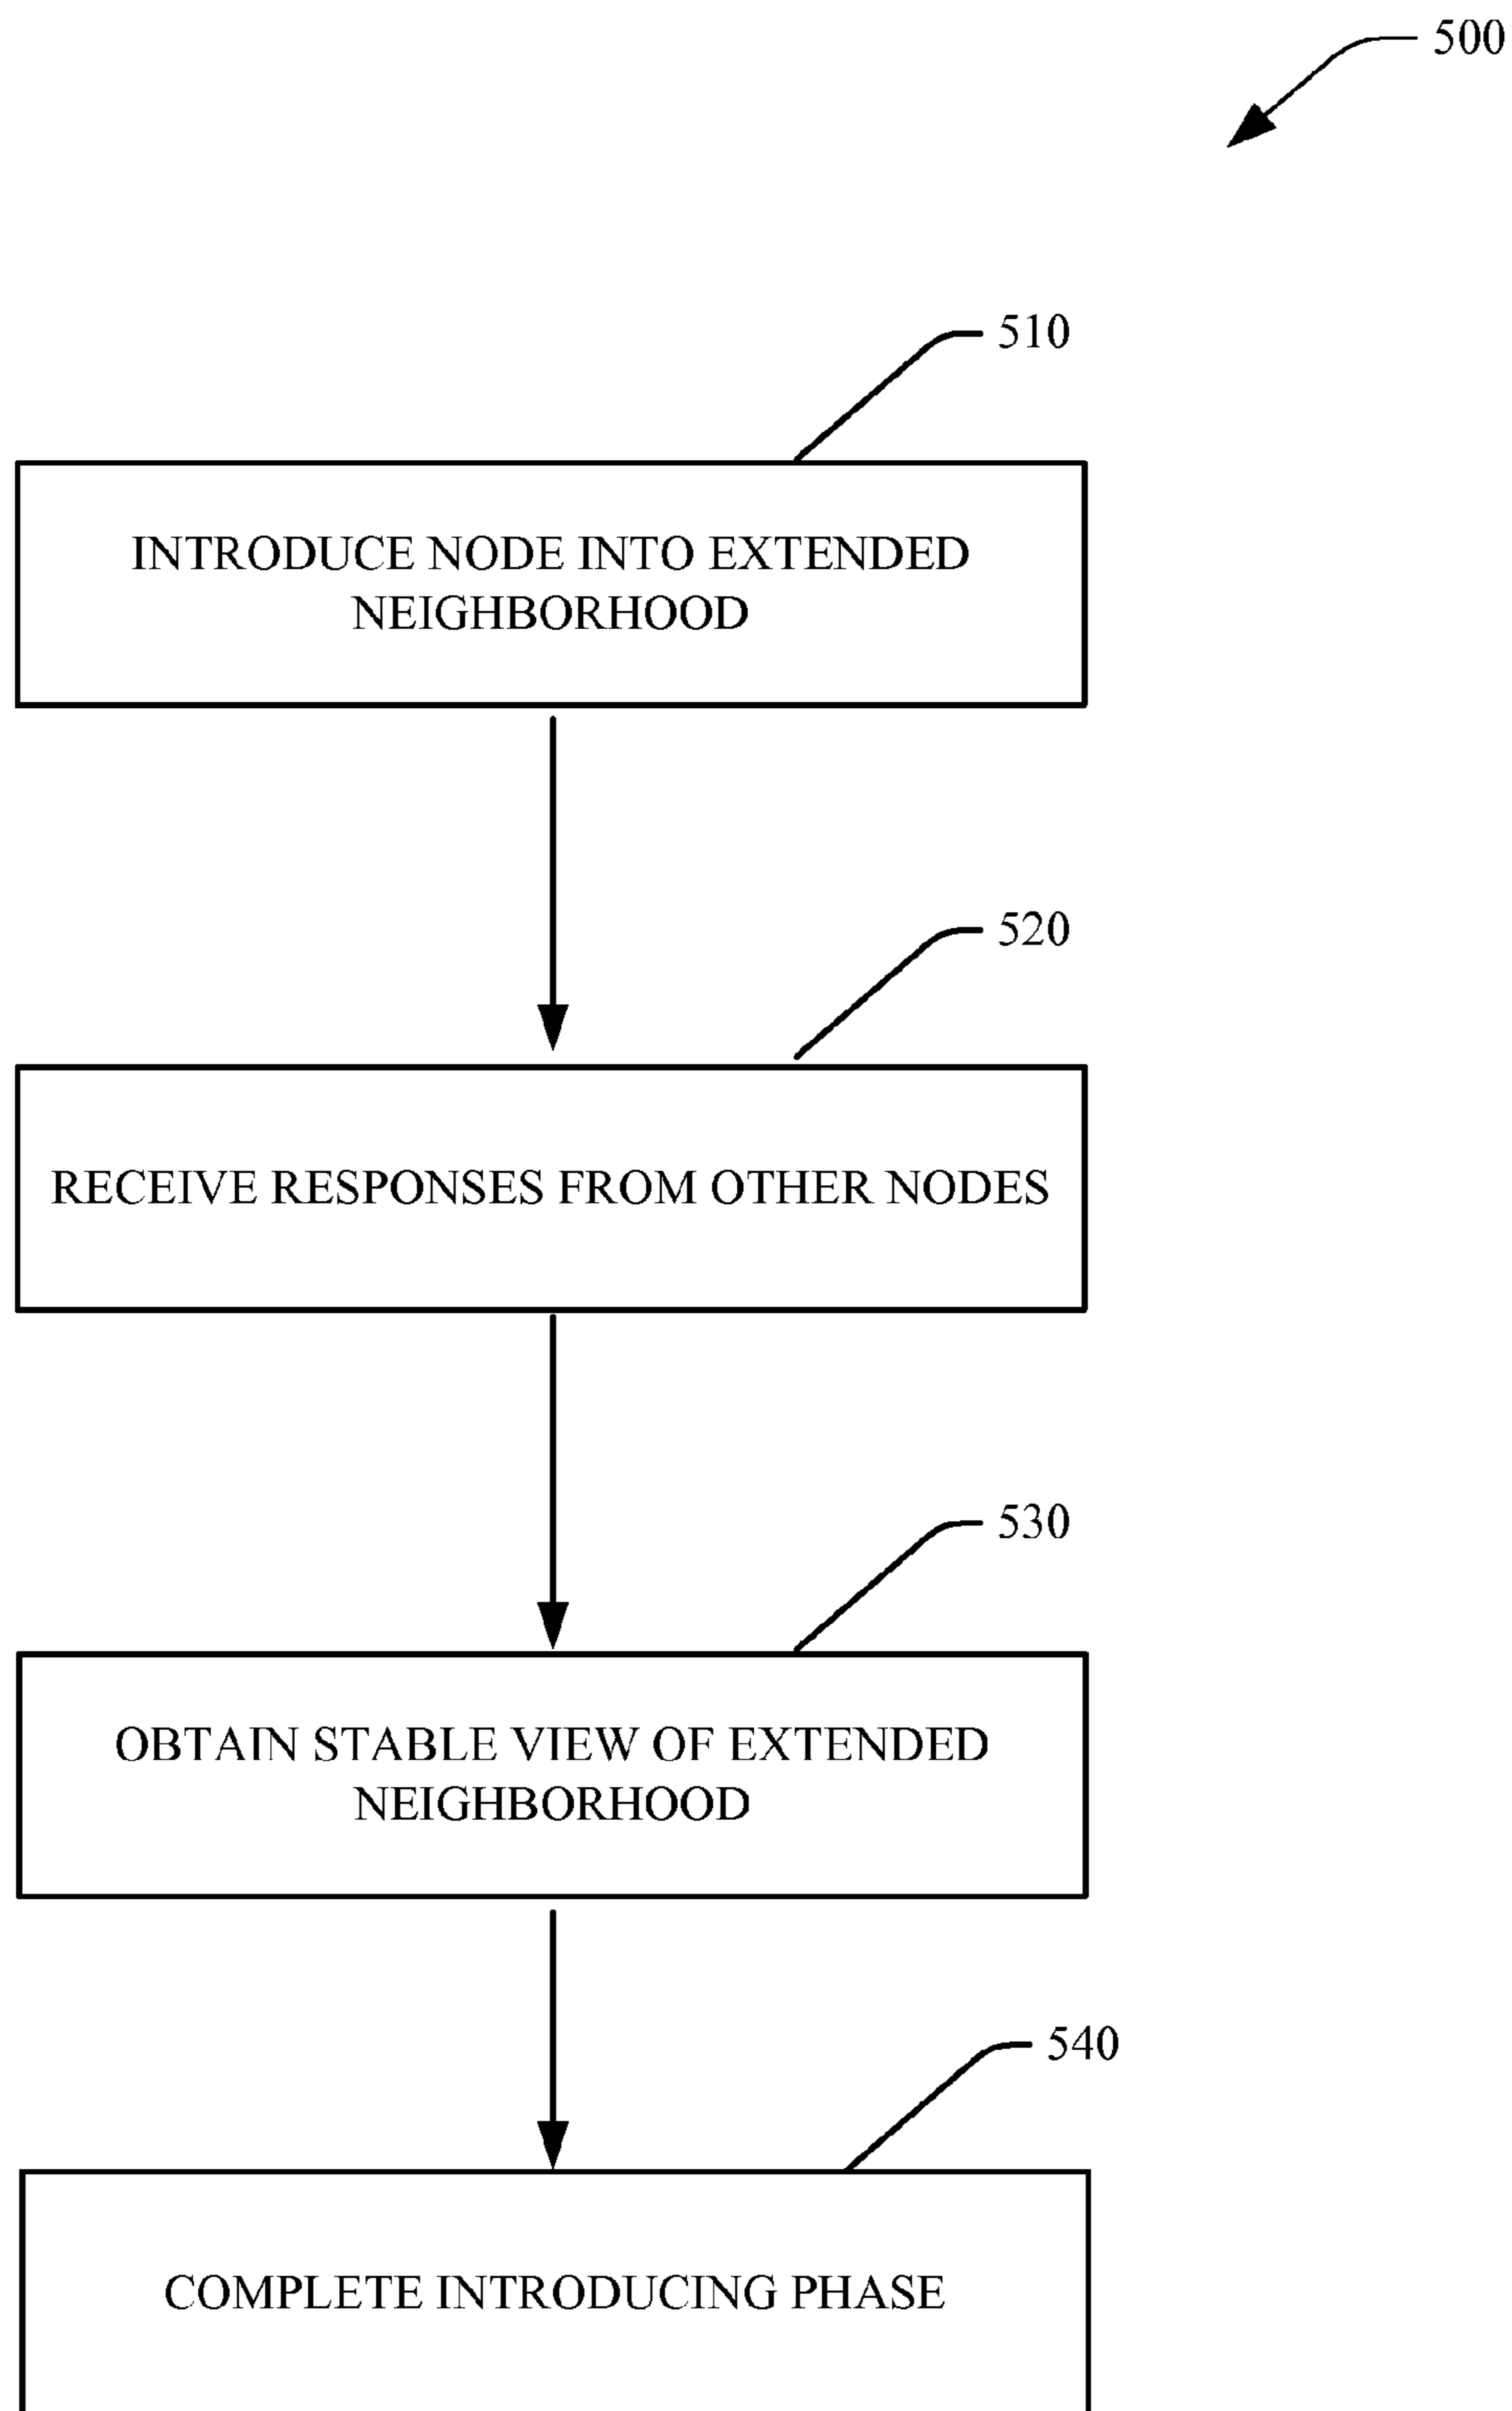 500
510
INTRODUCE NODE INTO EXTENDED
NEIGHBORHOOD
520
RECEIVE RESPONSES FROM OTHER NODES
530
OBTAIN STABLE VIEW OF EXTENDED
NEIGHBORHOOD
540
COMPLETE INTRODUCING PHASE